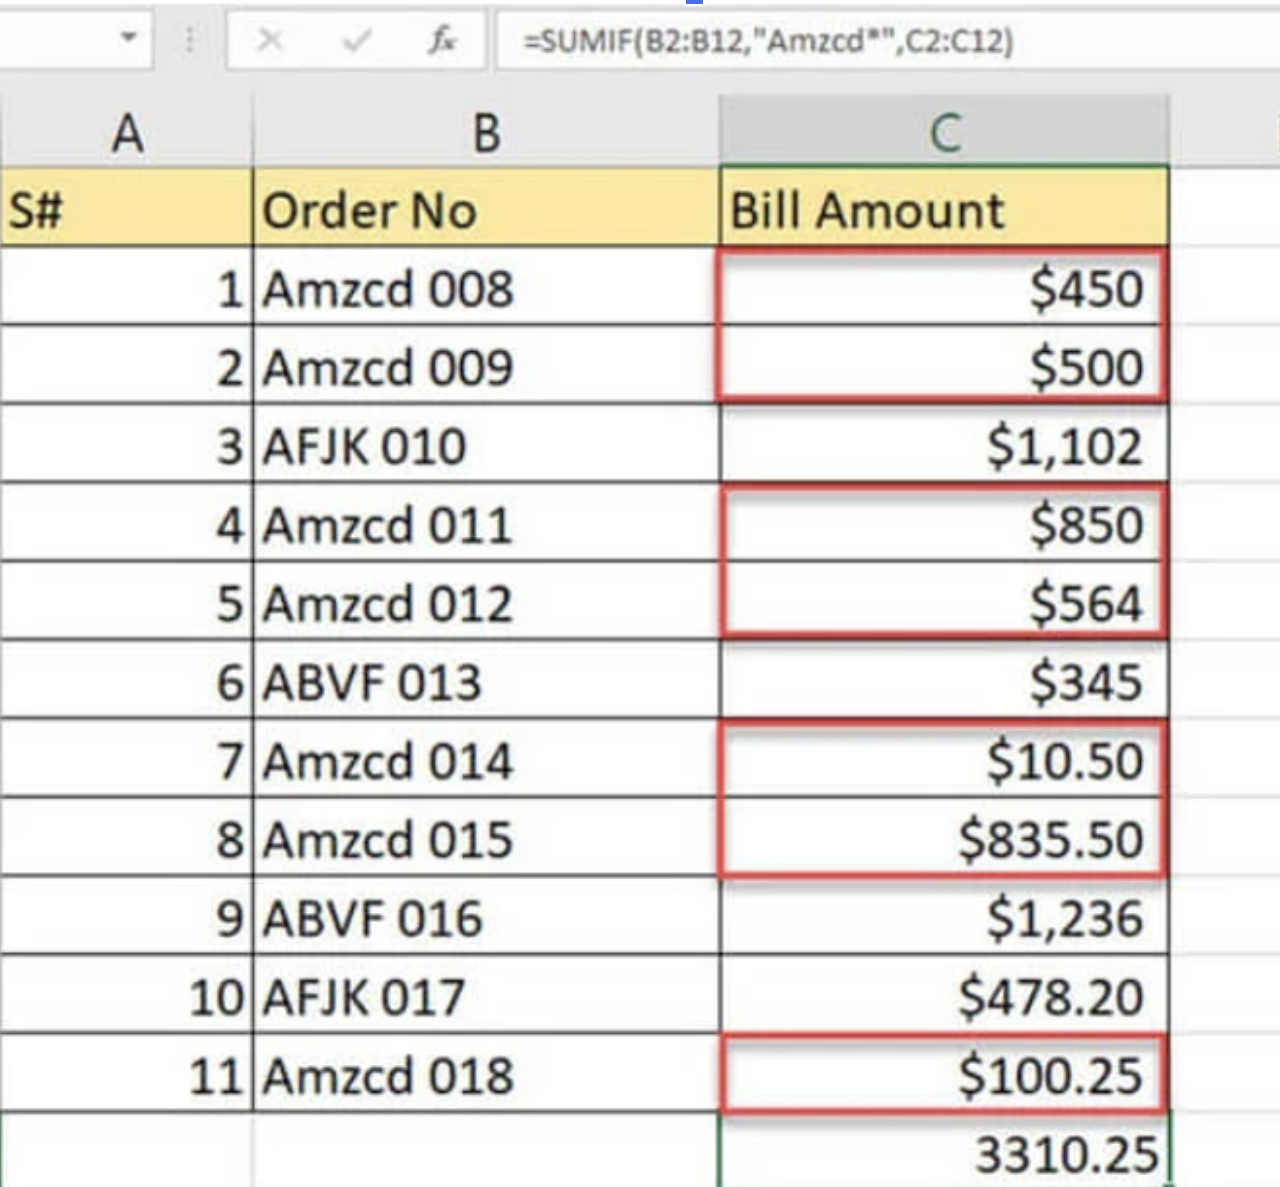 fx =SUMIF(B2:B12,"Amzcd*",C2:C12)
A B C
S# Order No Bill Amount
1 Amzcd 008 $450
2 Amzcd 009 $500
3 AFJK 010 $1,102
4 Amzcd 011 $850
5 Amzcd 012 $564
6 ABVF 013 $345
7 Amzcd 014 $10.50
8 Amzcd 015 $835.50
9 ABVF 016 $1,236
10 AFJK 017 $478.20
11 Amzcd 018 $100.25
3310.25